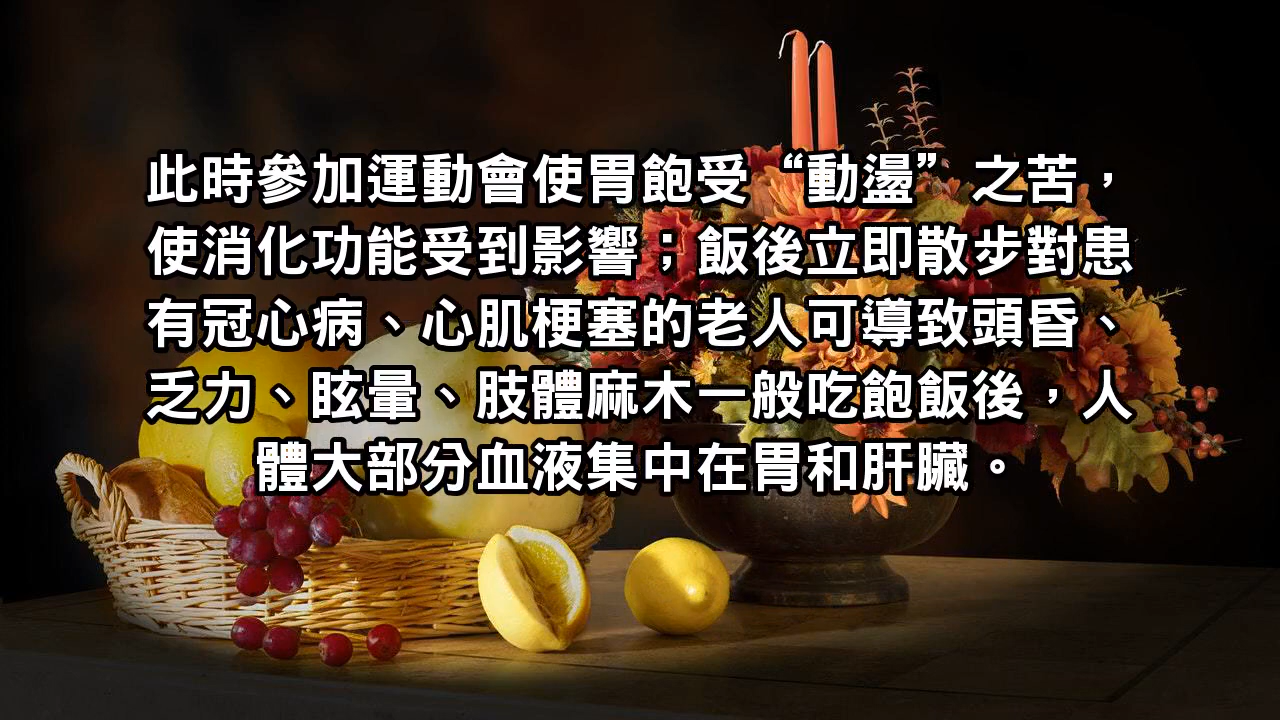 此時參加運動會使胃飽受“動盪”之苦，
使消化功能受到影響；飯後立即散步對患
有冠心病、心肌梗塞的老人可導致頭昏、
乏力、眩暈、肢體麻木一般吃飽飯後，人
體大部分血液集中在胃和肝臟。